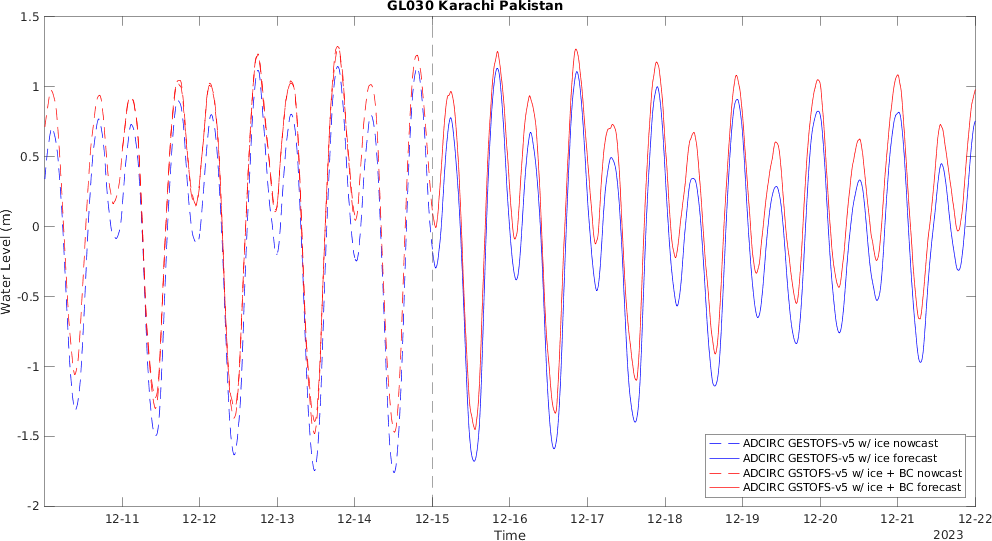 GL030 Karachi Pakistan
1.5
1
0.5
0
-0.5
-1
-1.5
-2
Water Level (m)
ADCIRC GESTOFS-v5 w/ ice nowcast
ADCIRC GESTOFS-v5 w/ ice forecast
ADCIRC GSTOFS-v5 w/ ice + BC nowcast
ADCIRC GSTOFS-v5 w/ ice + BC forecast
12-11 12-12 12-13 12-14 12-15 12-16 12-17 12-18 12-19 12-20 12-21 12-22
Time
2023